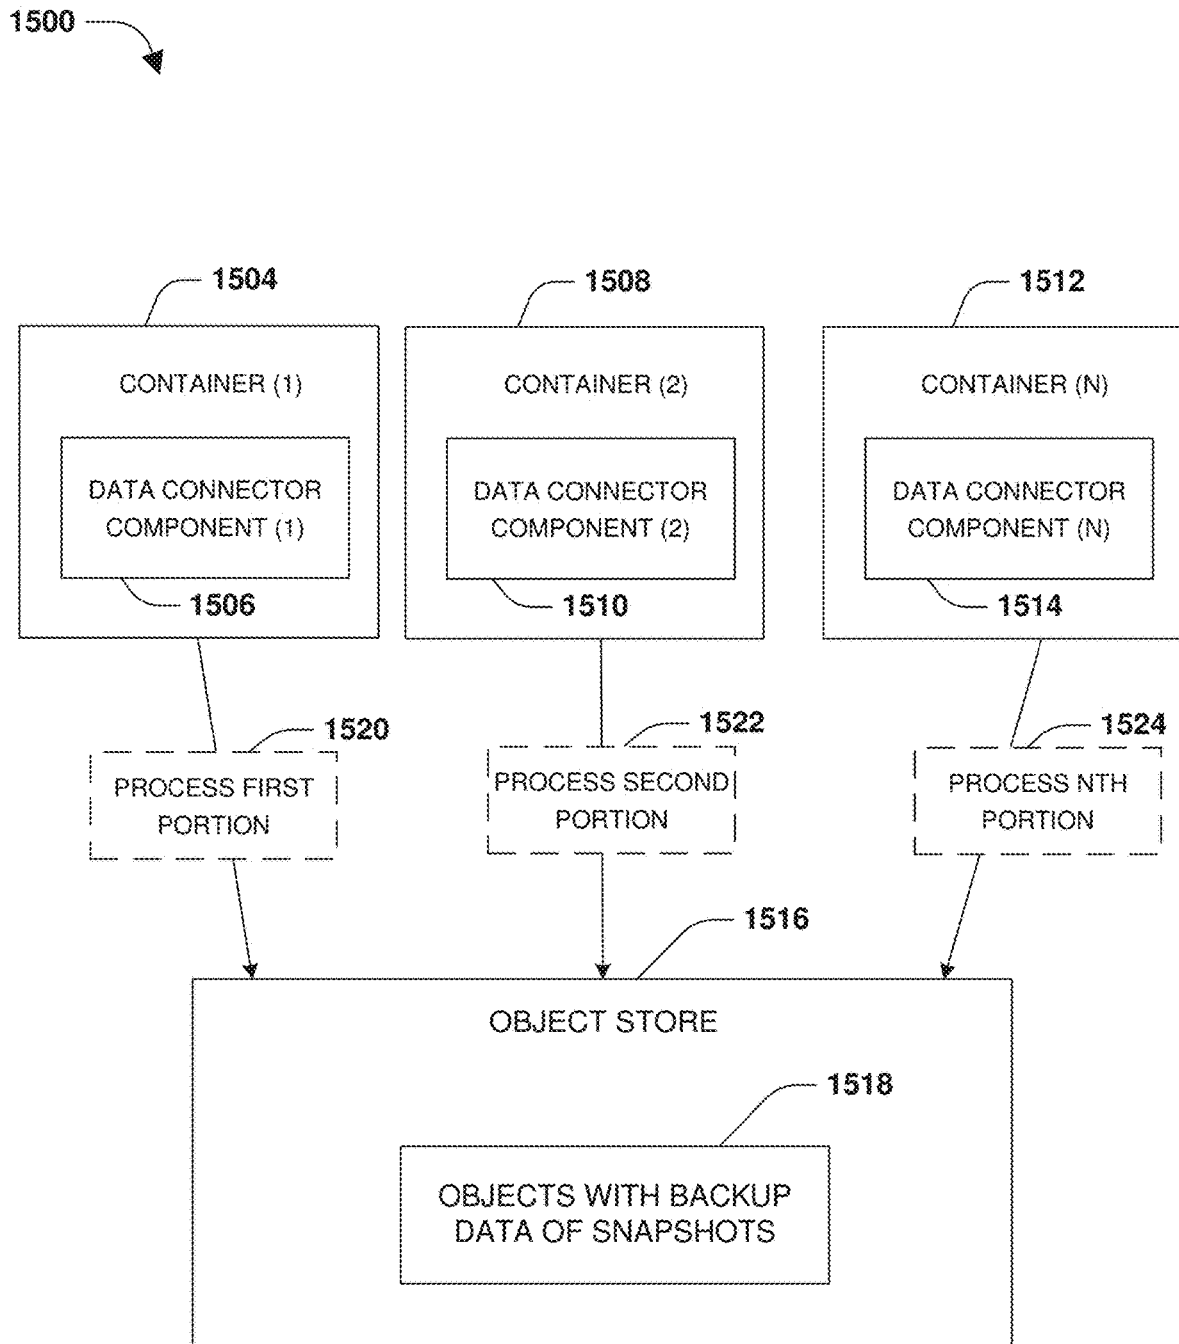 1500
1504
1508
1512
CONTAINER (1)
CONTAINER (2)
CONTAINER (N)
DATA CONNECTOR
COMPONENT (1)
DATA CONNECTOR
COMPONENT (2)
DATA CONNECTOR
COMPONENT (N)
1506
1510
1514
1520
1522
1524
PROCESS FIRST
PORTION
PROCESS SECOND
PORTION
PROCESS NTH
PORTION
1516
OBJECT STORE
1518
OBJECTS WITH BACKUP
DATA OF SNAPSHOTS